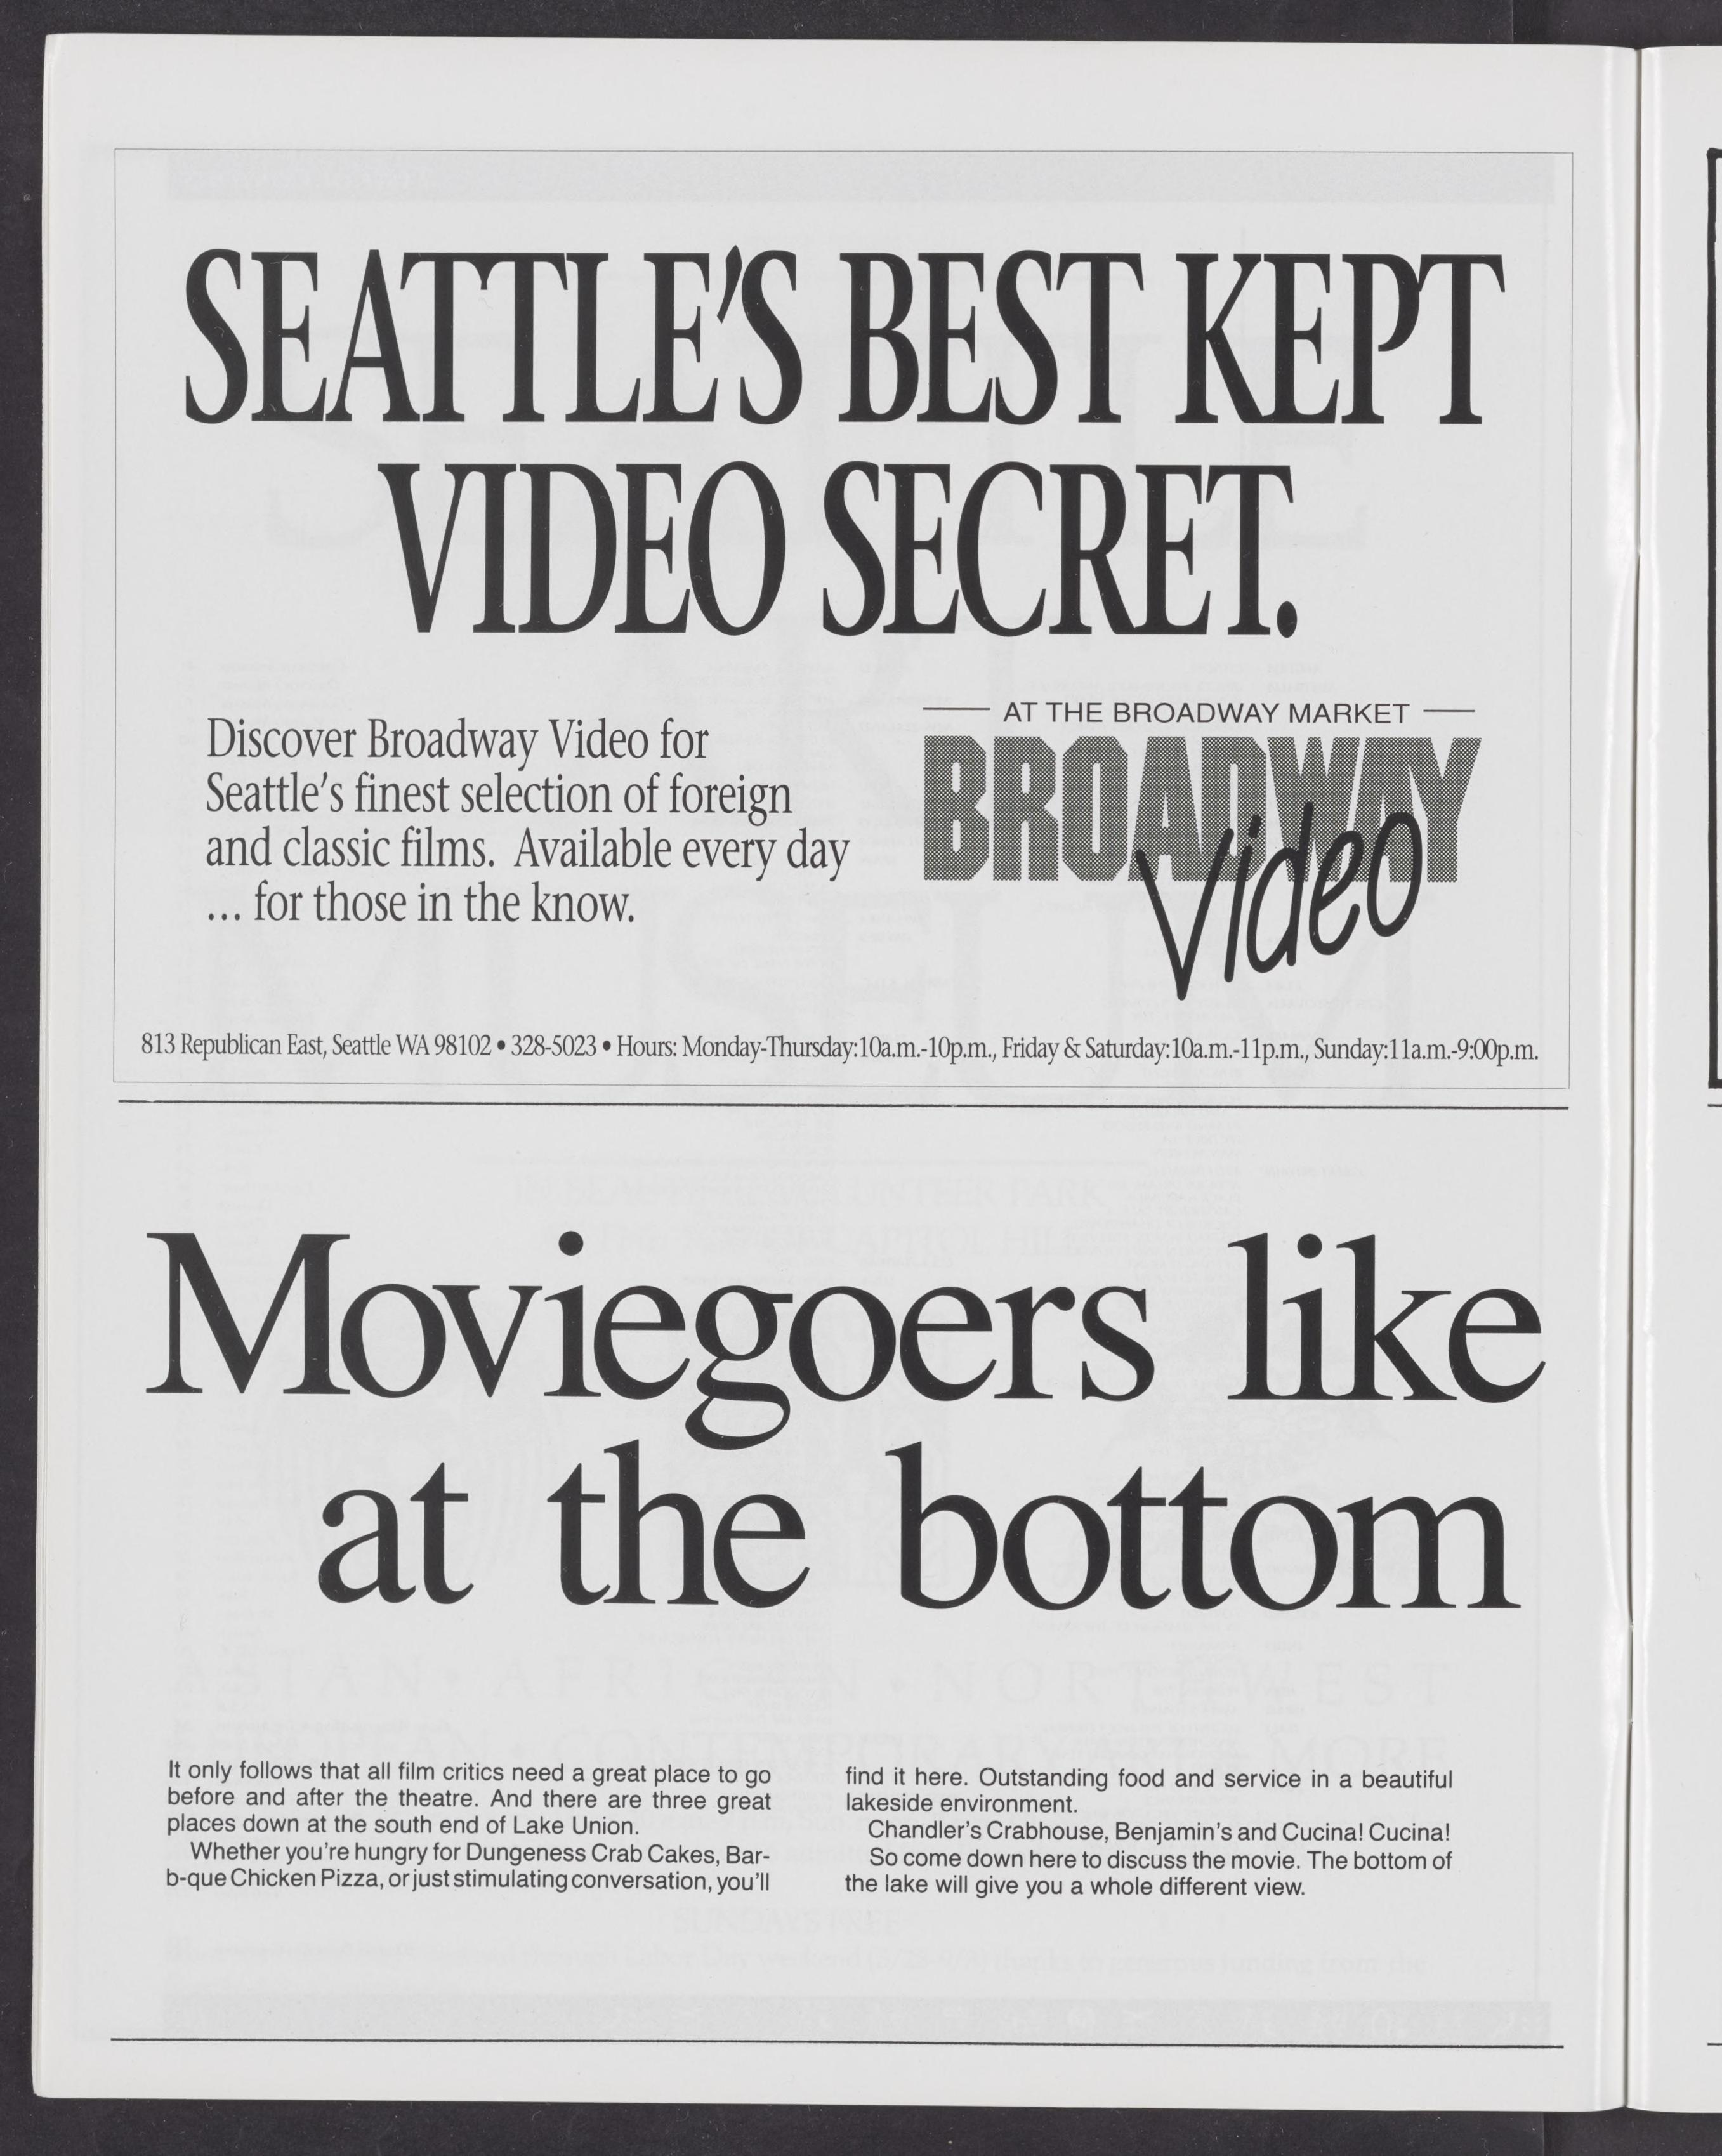 SEATTLE'S BEST KEPT
VIDEO SECRET.
Discover Broadway Video for
Seattle's finest selection of foreign
and classic films. Available every day
... for those in the know.
AT THE BROADWAY MARKET
BROADWAY
Video
813 Republican East, Seattle WA 98102 • 328-5023 • Hours: Monday-Thursday:10a.m.-10p.m., Friday & Saturday:10a.m.-11p.m., Sunday:11a.m.-9:00p.m.
Moviegoers like
at the bottom
It only follows that all film critics need a great place to go
before and after the theatre. And there are three great
places down at the south end of Lake Union.
Whether you're hungry for Dungeness Crab Cakes, Bar-
b-que Chicken Pizza, or just stimulating conversation, you'll
find it here. Outstanding food and service in a beautiful
lakeside environment.
Chandler's Crabhouse, Benjamin's and Cucina! Cucina!
So come down here to discuss the movie. The bottom of
the lake will give you a whole different view.